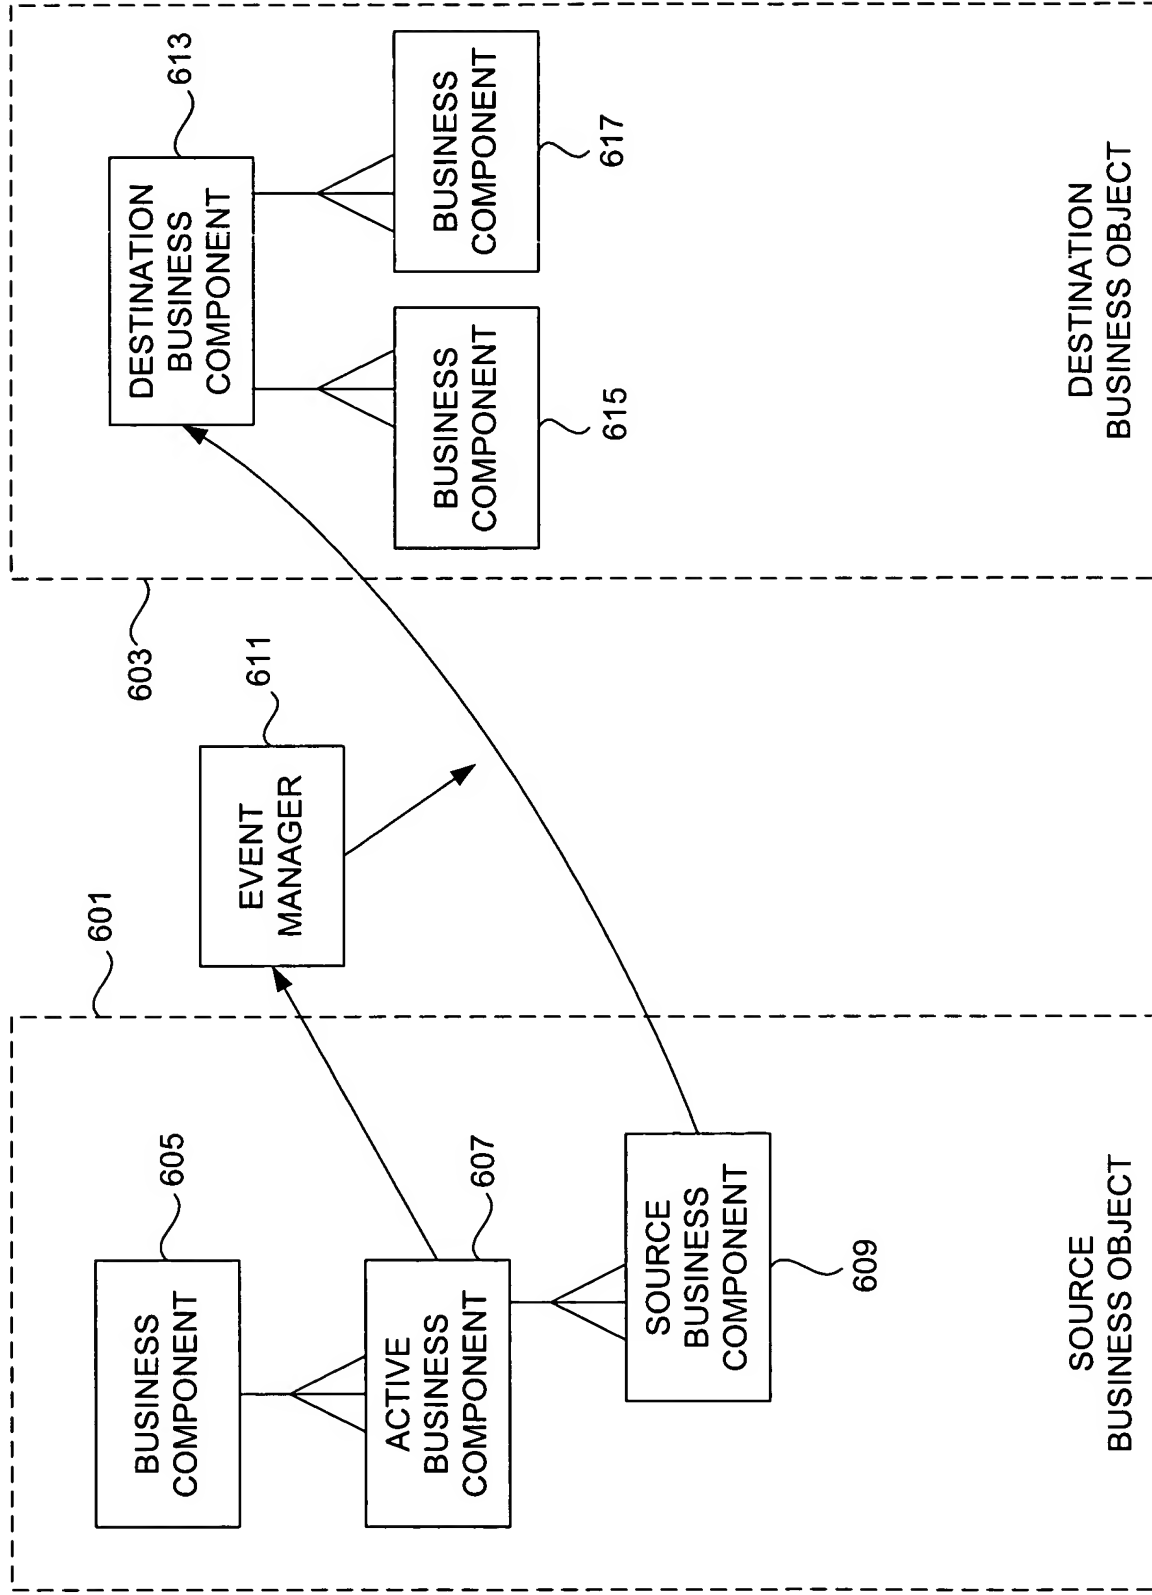 601
BUSINESS
COMPONENT
605
ACTIVE
BUSINESS
COMPONENT
607
SOURCE
BUSINESS
COMPONENT
609
SOURCE
BUSINESS OBJECT
EVENT
MANAGER
611
603
DESTINATION
BUSINESS
COMPONENT
613
BUSINESS
COMPONENT
615
BUSINESS
COMPONENT
617
DESTINATION
BUSINESS OBJECT